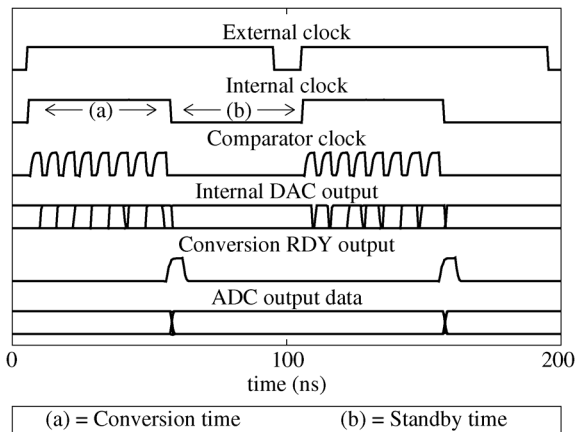 External clock
Internal clock
(a) (b)
Comparator clock
Internal DAC output
Conversion RDY output
ADC output data
0 100 200
time (ns)
(a) = Conversion time (b) = Standby time